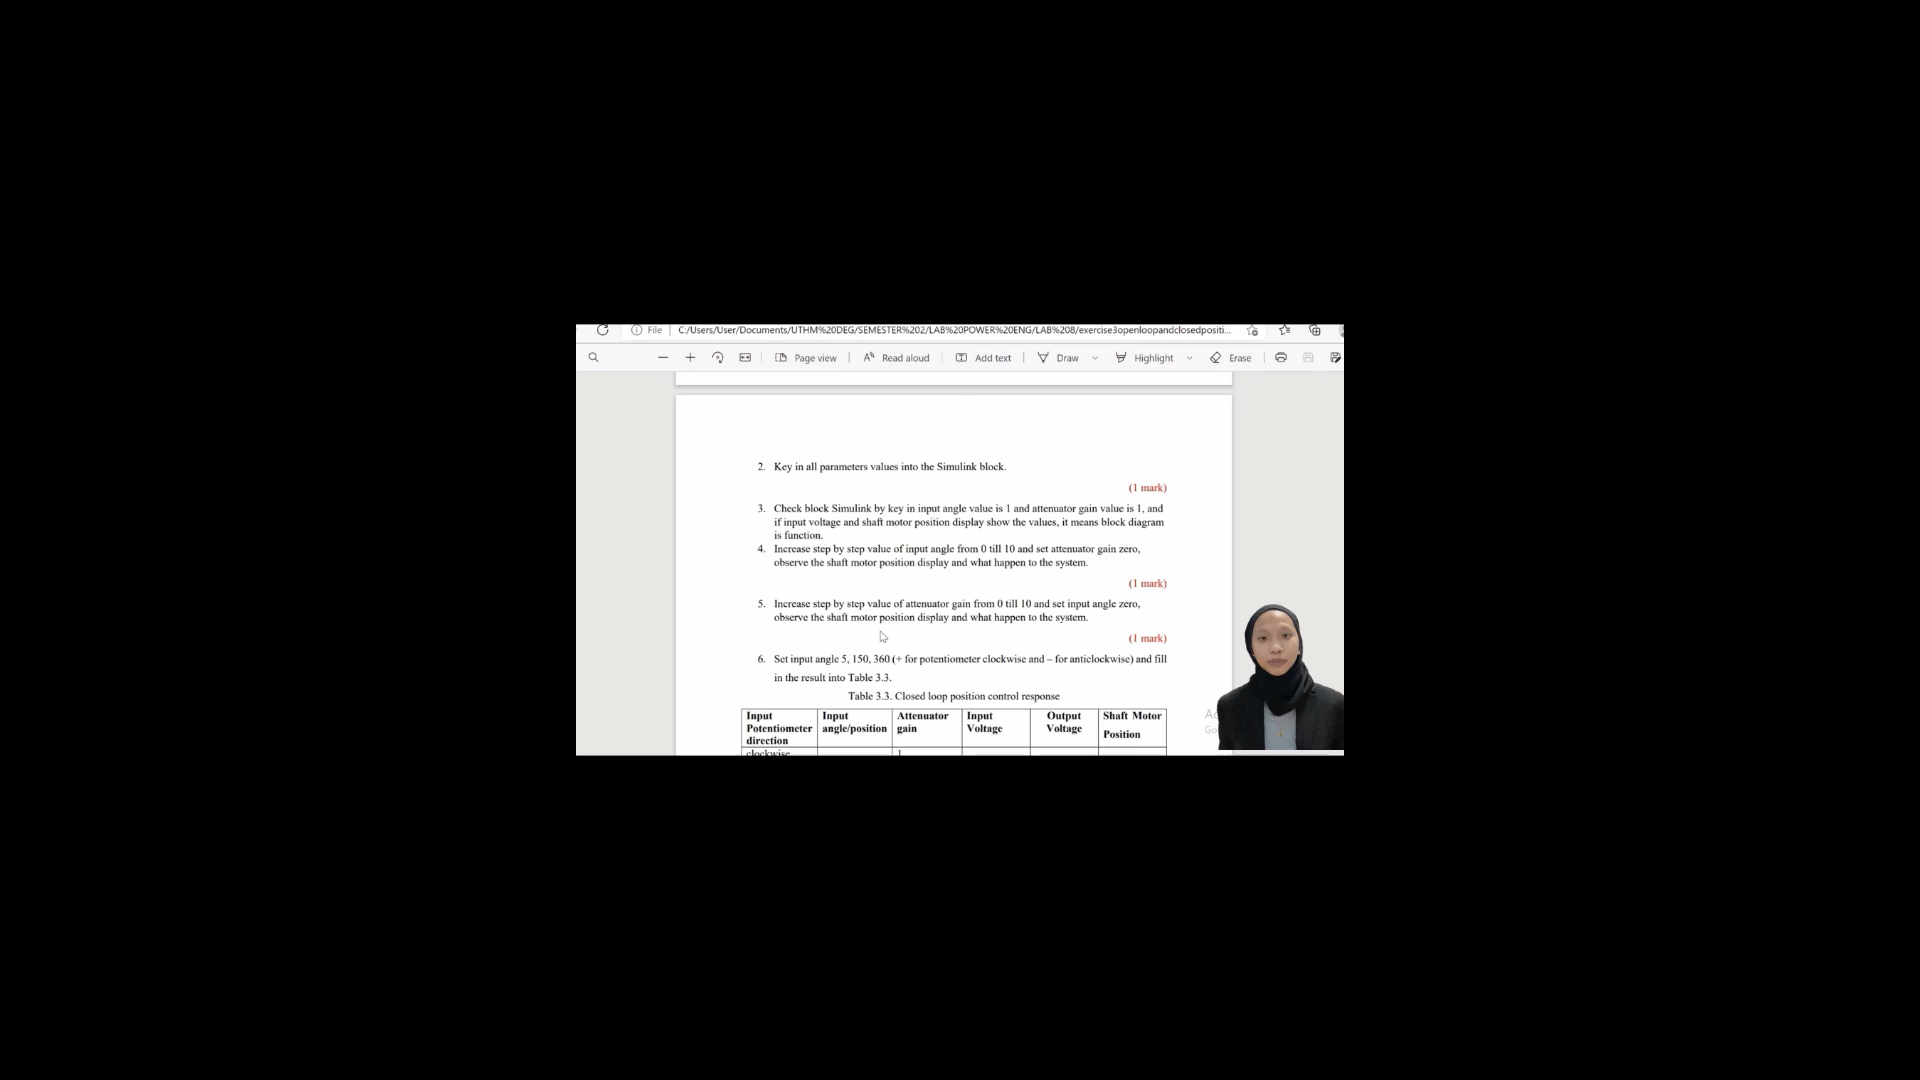 File C:/Users/User/Documents/UTHM%20DEG/SEMESTER%202/LAB%20POWER%20ENG/LAB%208/exercise3openloopandclosedpositi...
Page view Read aloud Add text Draw Highlight Erase
2. Key in all parameters values into the Simulink block.
(1 mark)
3. Check block Simulink by key in input angle value is 1 and attenuator gain value is 1, and
if input voltage and shaft motor position display show the values, it means block diagram
is function.
4. Increase step by step value of input angle from 0 till 10 and set attenuator gain zero,
observe the shaft motor position display and what happen to the system.
(1 mark)
5. Increase step by step value of attenuator gain from 0 till 10 and set input angle zero,
observe the shaft motor position display and what happen to the system.
(1 mark)
6. Set input angle 5, 150, 360 (+ for potentiometer clockwise and – for anticlockwise) and fill
in the result into Table 3.3.
Table 3.3. Closed loop position control response
Input Input Attenuator Input Output Shaft Motor
Potentiometer angle/position gain Voltage Voltage Position
direction
clockwise 1